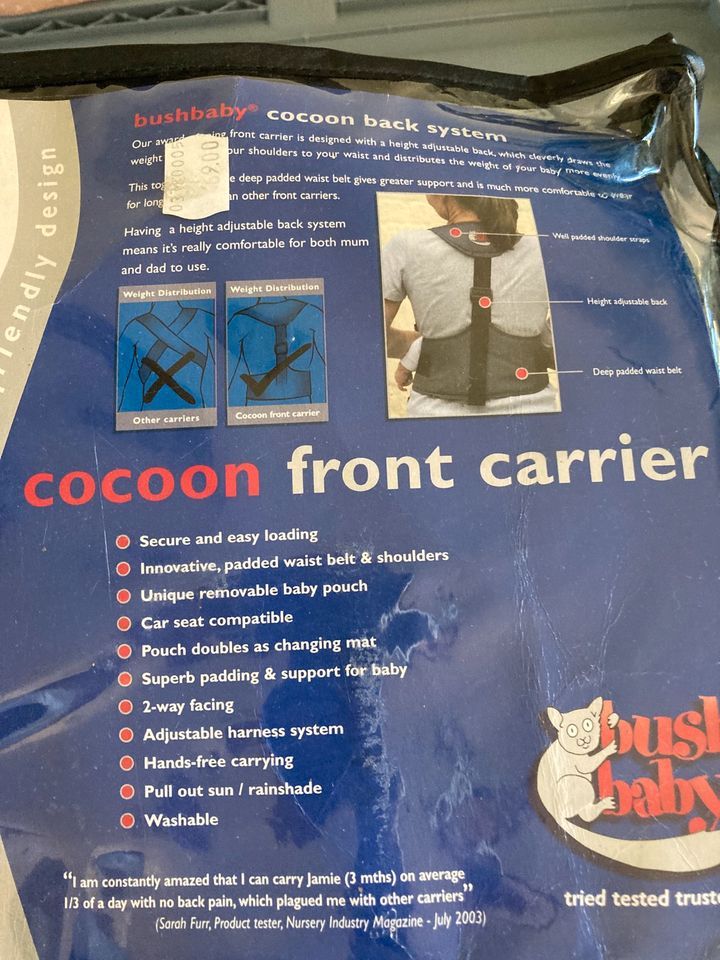 friendly design
bushbaby® cocoon back system
Our front carrier is designed with a height adjustable back, which cleverly draws the
weight our shoulders to your waist and distributes the weight of your baby more evenly
This deep padded waist belt gives greater support and is much more comfortable to wear
for other front carriers.
Having a height adjustable back system
means it's really comfortable for both mum
and dad to use.
Well padded shoulder straps
Height adjustable back
Deep padded waist belt
Weight Distribution
Other carriers
Weight Distribution
Cocoon front carrier
cocoon front carrier
Secure and easy loading
Innovative, padded waist belt & shoulders
Unique removable baby pouch
Car seat compatible
Pouch doubles as changing mat
Superb padding & support for baby
2-way facing
Adjustable harness system
Hands-free carrying
Pull out sun / rainshade
Washable
bush
baby
tried tested trust
“I am constantly amazed that I can carry Jamie (3 mths) on average
1/3 of a day with no back pain, which plagued me with other carriers”
(Sarah Furr, Product tester, Nursery Industry Magazine - July 2003)